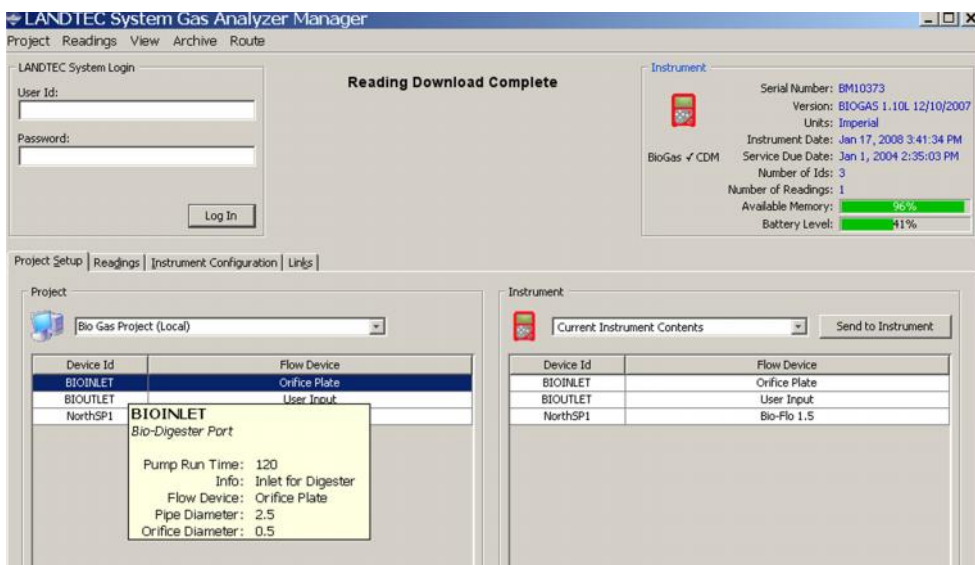 LANDTEC System Gas Analyzer Manager
Project Readings View Archive Route
LANDTEC System Login
User Id:
Password:
Log In
Reading Download Complete
Instrument
BioGas ✓ CDM
Serial Number: BM10373
Version: BIOGAS 1.10L 12/10/2007
Units: Imperial
Instrument Date: Jan 17, 2008 3:41:34 PM
Service Due Date: Jan 1, 2004 2:35:03 PM
Number of Ids: 3
Number of Readings: 1
Available Memory: 96%
Battery Level: 41%
Project Setup Readings Instrument Configuration Links
Project
Bio Gas Project (Local)
Device Id Flow Device
BIOINLET Orifice Plate
BIOUTLET User Input
NorthSP1
BIOINLET
Bio-Digester Port
Pump Run Time: 120
Info: Inlet for Digester
Flow Device: Orifice Plate
Pipe Diameter: 2.5
Orifice Diameter: 0.5
Instrument
Current Instrument Contents
Send to Instrument
Device Id Flow Device
BIOINLET Orifice Plate
BIOUTLET User Input
NorthSP1 Bio-Flo 1.5